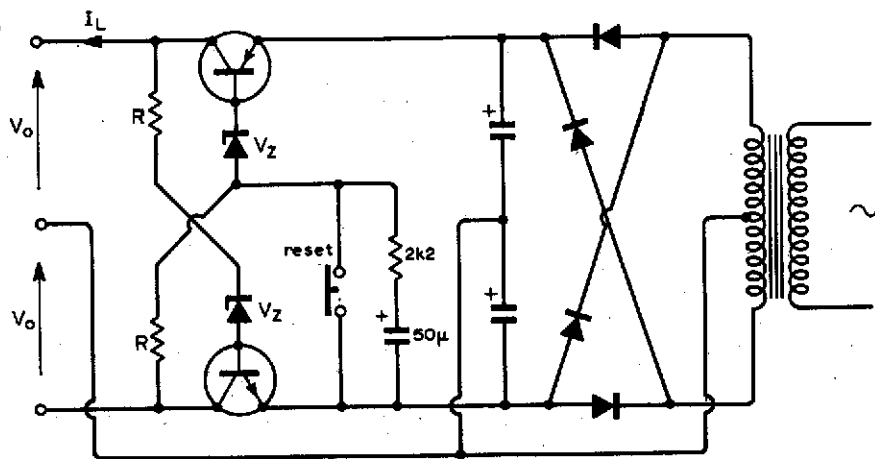 I_L
R
V_o
V_Z
+
2k2
reset
+
V_Z
+
50μ
V_o
R